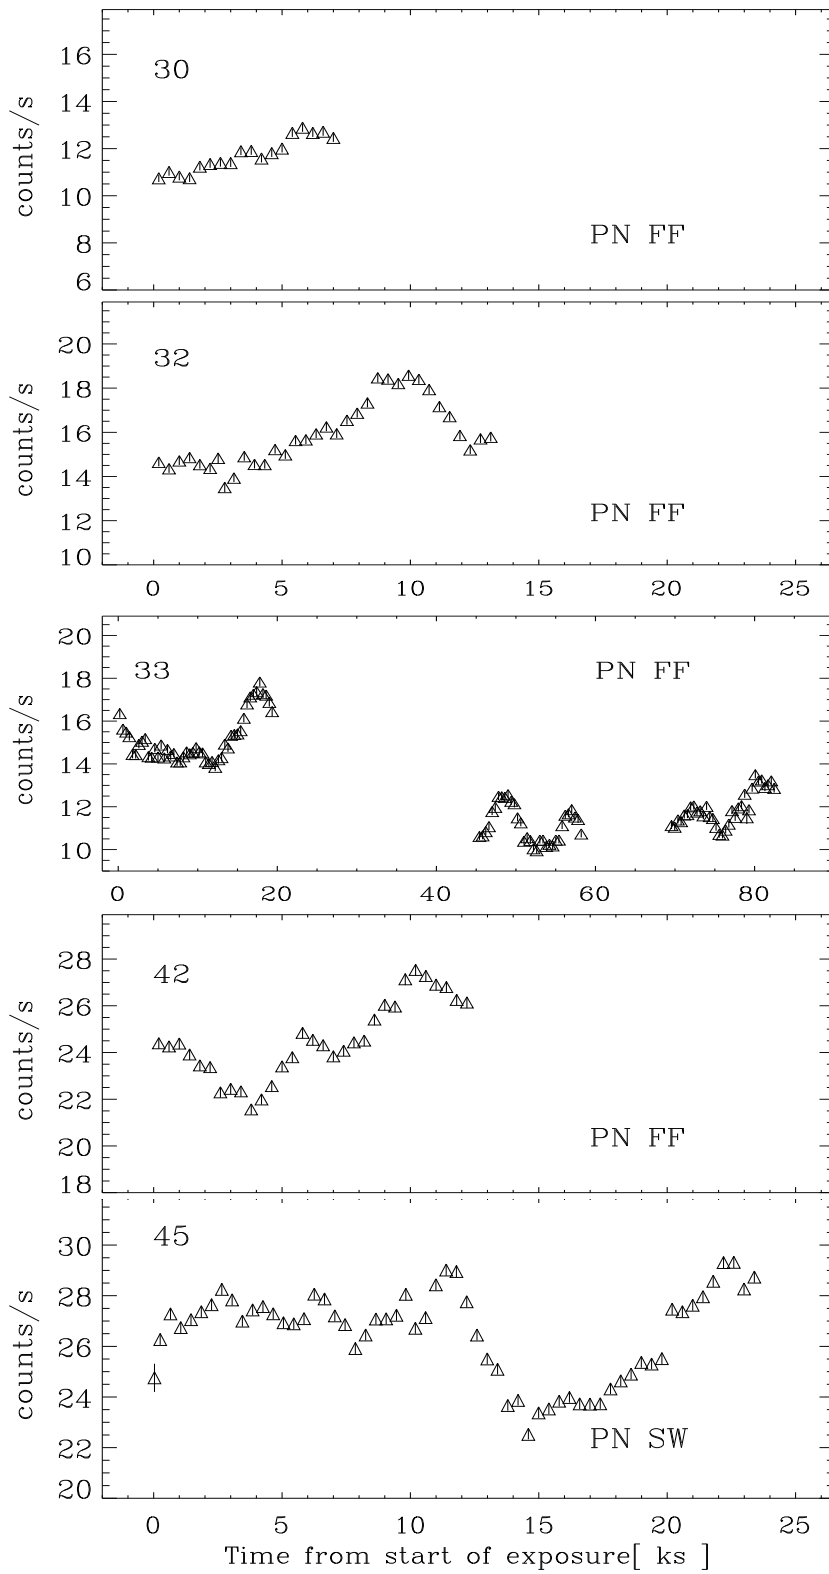 16
30
14
12
10
8
PN FF
6
counts/s
20
32
18
16
14
12
PN FF
10
counts/s
0 5 10 15 20 25
20
33 PN FF
18
16
14
12
10
counts/s
0 20 40 60 80
28
42
26
24
22
20
PN FF
18
counts/s
30
45
28
26
24
22
PN SW
20
counts/s
0 5 10 15 20 25
Time from start of exposure[ ks ]